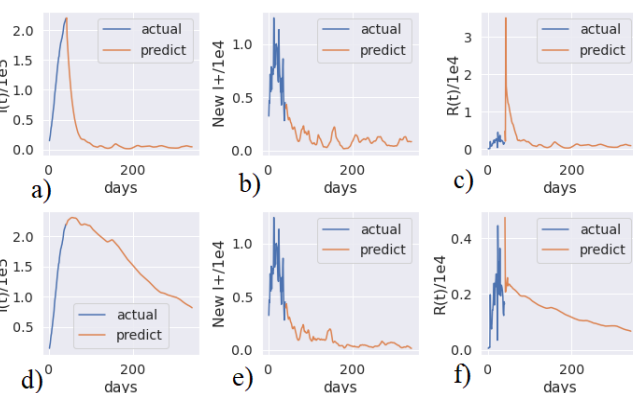 I(t)/1e5
2.0
1.5
1.0
0.5
0.0
actual
predict
0
200
days
a)
New I+/1e4
1.0
0.5
0.0
actual
predict
0
200
days
b)
R(t)/1e4
3
2
1
0
actual
predict
0
200
days
c)
I(t)/1e5
2.0
1.5
1.0
0.5
actual
predict
0
200
days
d)
New I+/1e4
1.0
0.5
0.0
actual
predict
0
200
days
e)
R(t)/1e4
0.4
0.2
0.0
actual
predict
0
200
days
f)